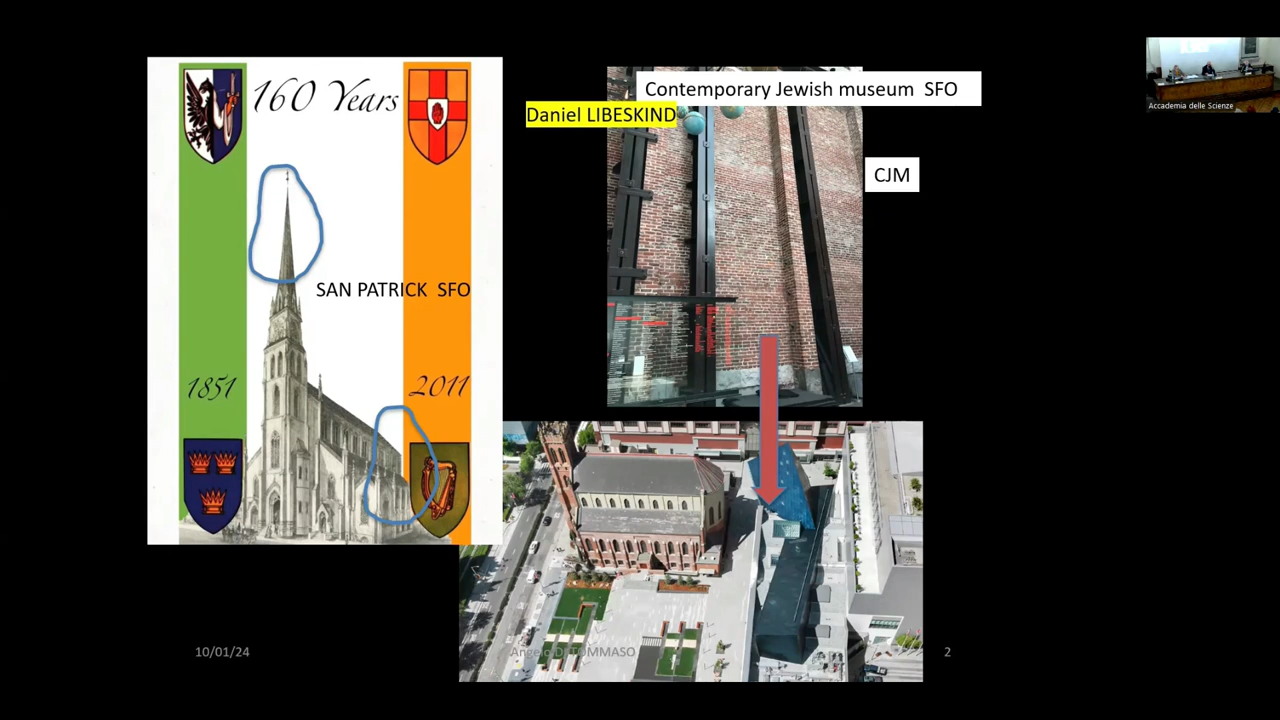 160 Years
SAN PATRICK SFO
1851
2011
Contemporary Jewish museum SFO
Daniel LIBESKIND
CJM
Accademia delle Scienze
10/01/24
TOMMASO
2